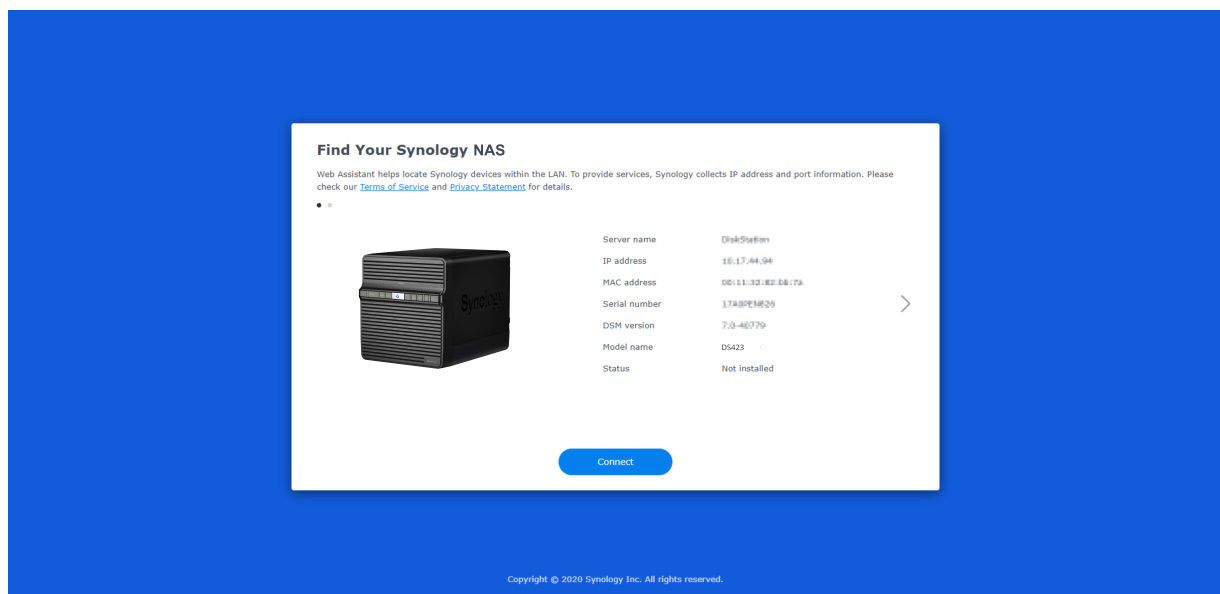 Find Your Synology NAS
Web Assistant helps locate Synology devices within the LAN. To provide services, Synology collects IP address and port information. Please
check our Terms of Service and Privacy Statement for details.
Synology
Server name DiskStation
IP address
MAC address
Serial number
DSM version
Model name DS423
Status Not installed
Connect
Copyright © 2020 Synology Inc. All rights reserved.